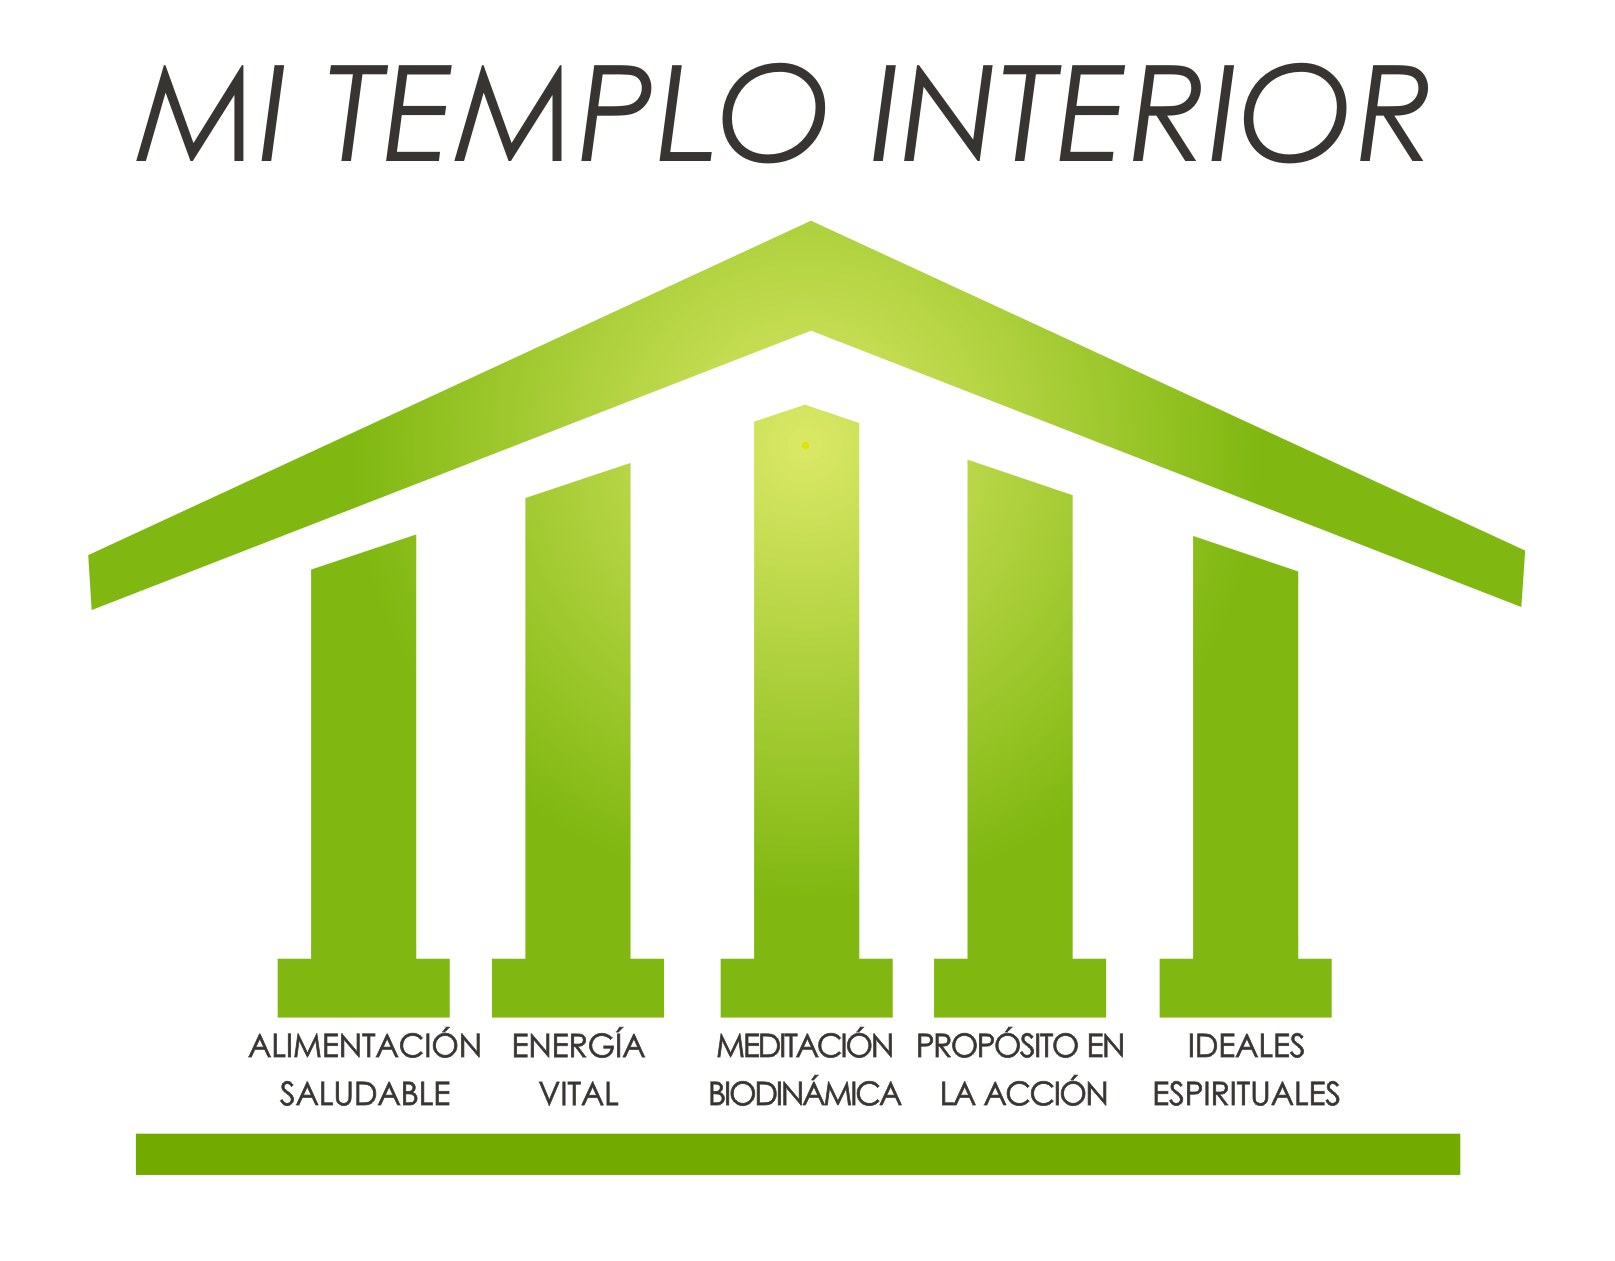 MI TEMPLO INTERIOR
ALIMENTACIÓN
SALUDABLE
ENERGÍA
VITAL
MEDITACIÓN
BIODINÁMICA
PROPÓSITO EN
LA ACCIÓN
IDEALES
ESPIRITUALES